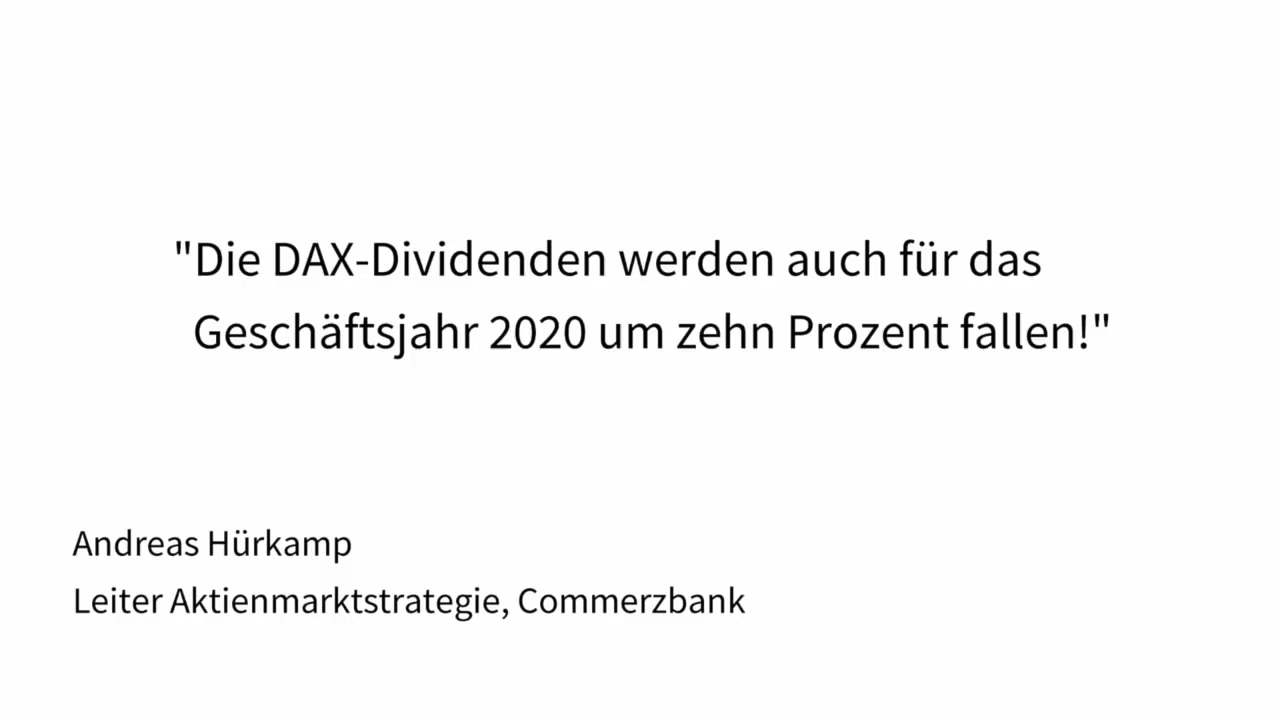 "Die DAX-Dividenden werden auch für das
Geschäftsjahr 2020 um zehn Prozent fallen!"
Andreas Hürkamp
Leiter Aktienmarktstrategie, Commerzbank